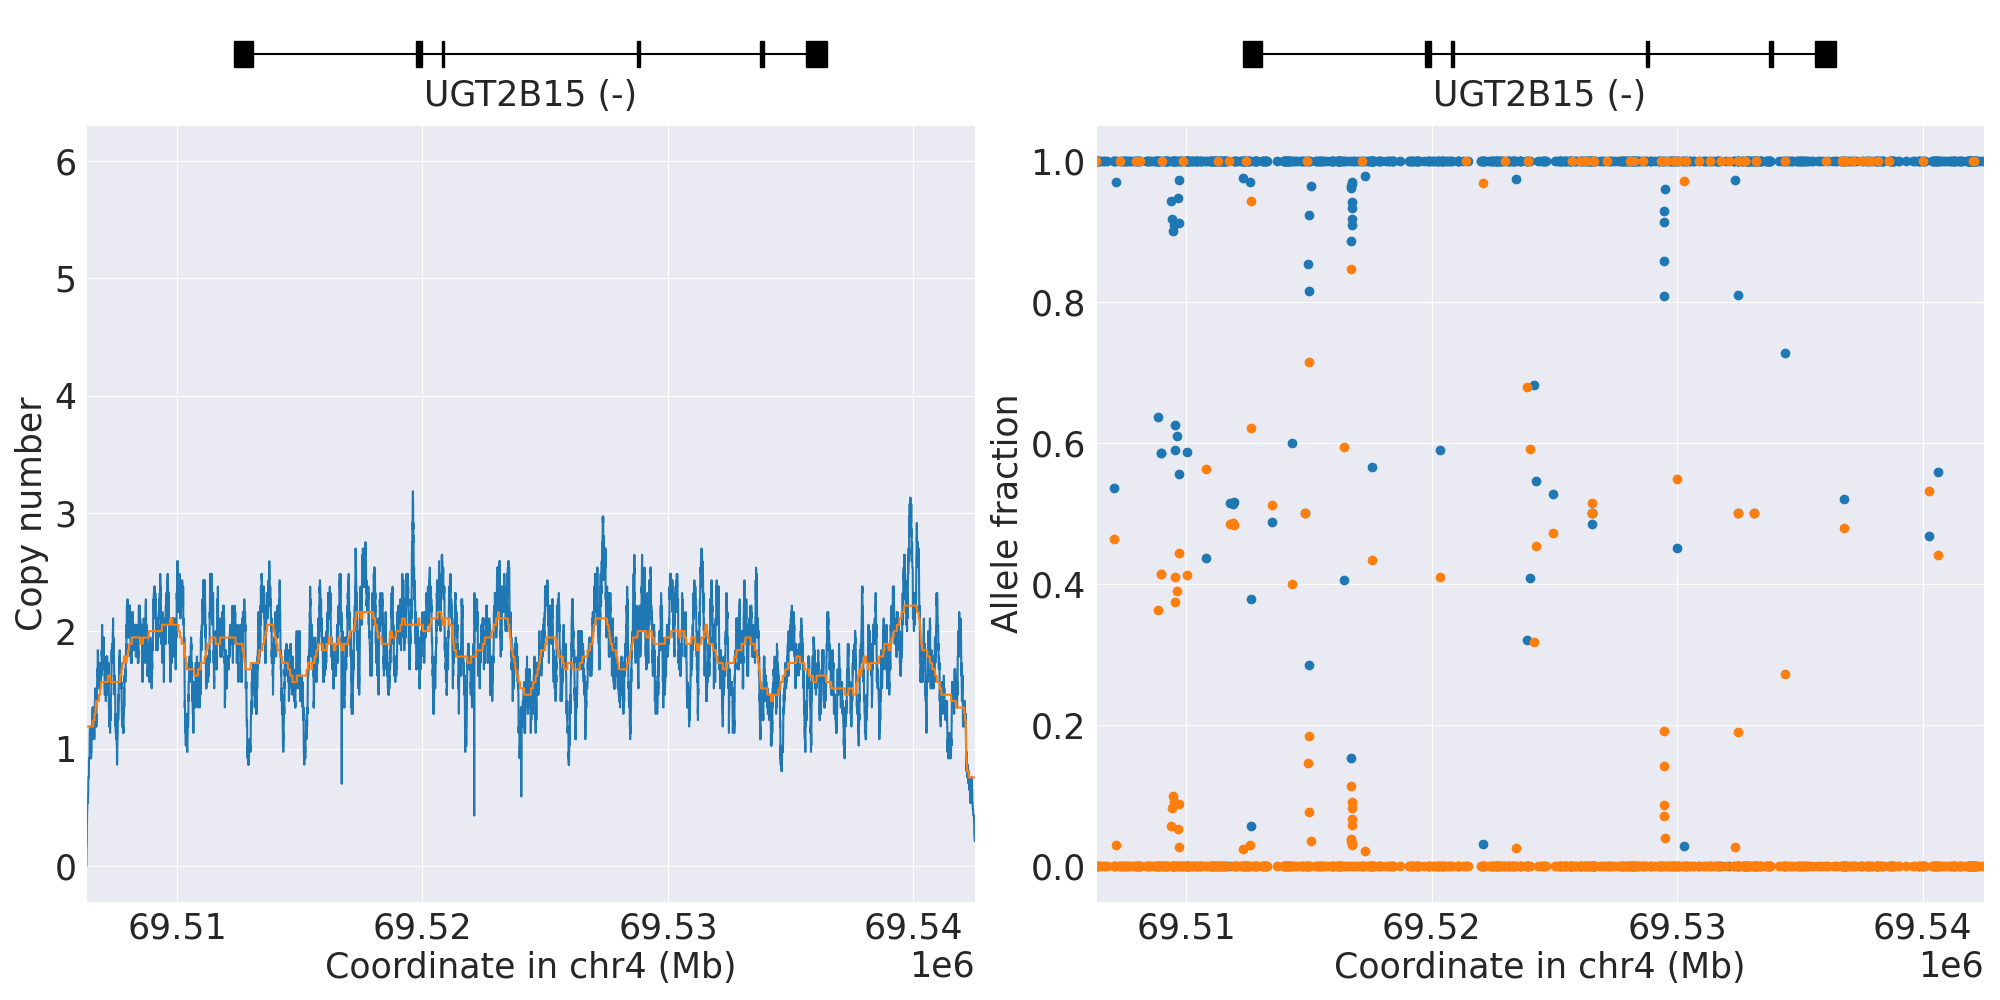 UGT2B15 (-)
UGT2B15 (-)
Copy number
6
5
4
3
2
1
0
69.51 69.52 69.53 69.54
Coordinate in chr4 (Mb) 1e6
Allele fraction
1.0
0.8
0.6
0.4
0.2
0.0
69.51 69.52 69.53 69.54
Coordinate in chr4 (Mb) 1e6